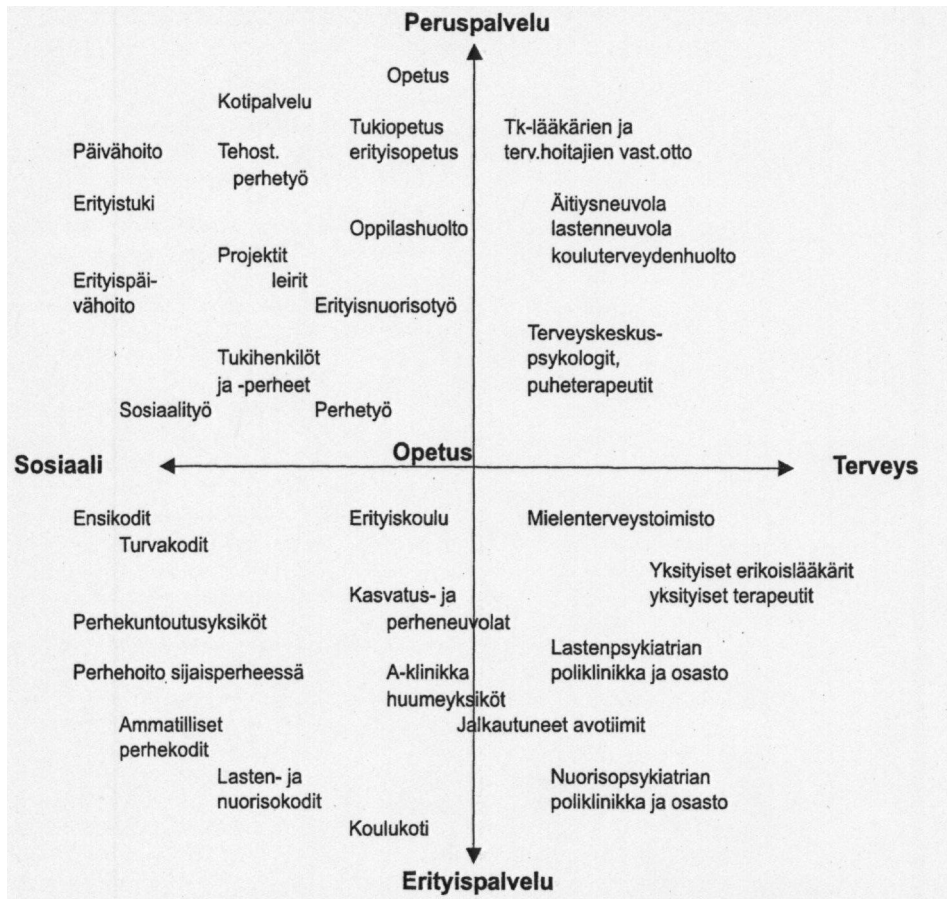 Peruspalvelu
Opetus
Kotipalvelu
Tukiopetus
erityisopetus
Tk-lääkärien ja
terv.hoitajien vast.otto
Päivähoito
Tehost.
perhetyö
Erityistuki
Äitiysneuvola
lastenneuvola
kouluterveydenhuolto
Oppilashuolto
Projektit
leirit
Erityispäi-
vähoito
Erityisnuorisotyö
Terveyskeskus-
psykologit,
puheterapeutit
Tukihenkilöt
ja -perheet
Sosiaalityö
Perhetyö
Opetus
Sosiaali
Terveys
Ensikodit
Turvakodit
Erityiskoulu
Mielenterveystoimisto
Yksityiset erikoislääkärit
yksityiset terapeutit
Kasvatus- ja
perheneuvolat
Perhekuntoutusyksiköt
Lastenpsykiatrian
poliklinikka ja osasto
Perhehoito sijaisperheessä
A-klinikka
huumeyksiköt
Jalkautuneet avotiimit
Ammatilliset
perhekodit
Lasten- ja
nuorisokodit
Nuorisopsykiatrian
poliklinikka ja osasto
Koulukoti
Erityispalvelu